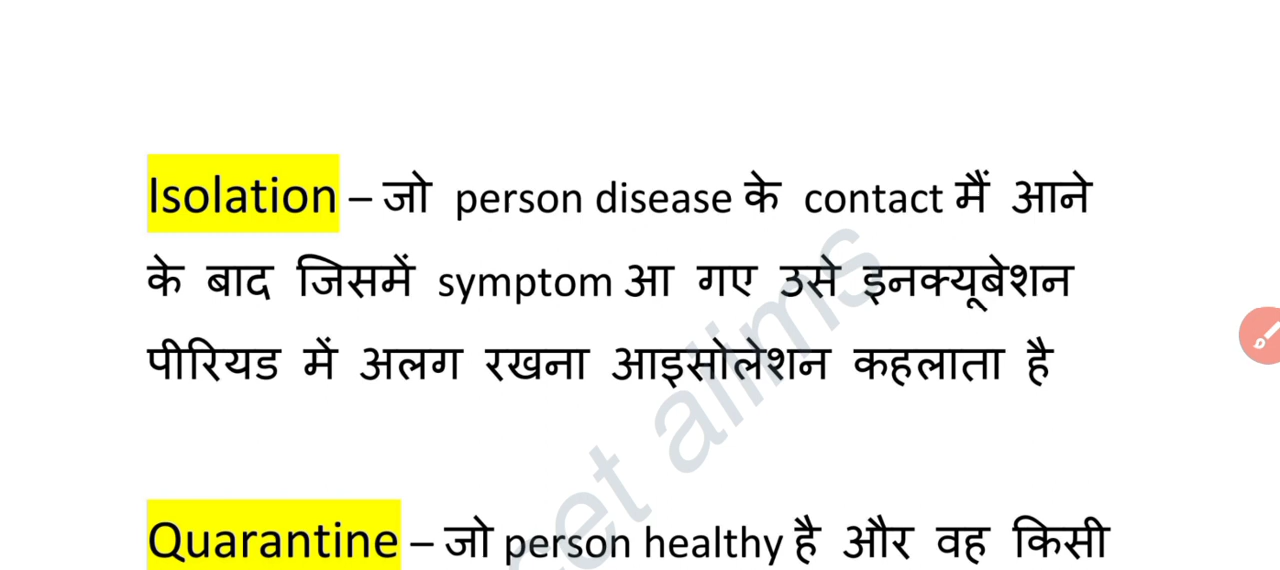 Isolation – जो person disease के contact मैं आने
के बाद जिसमें symptom आ गए उसे इनक्यूबेशन
पीरियड में अलग रखना आइसोलेशन कहलाता है
Quarantine – जो person healthy है और वह किसी